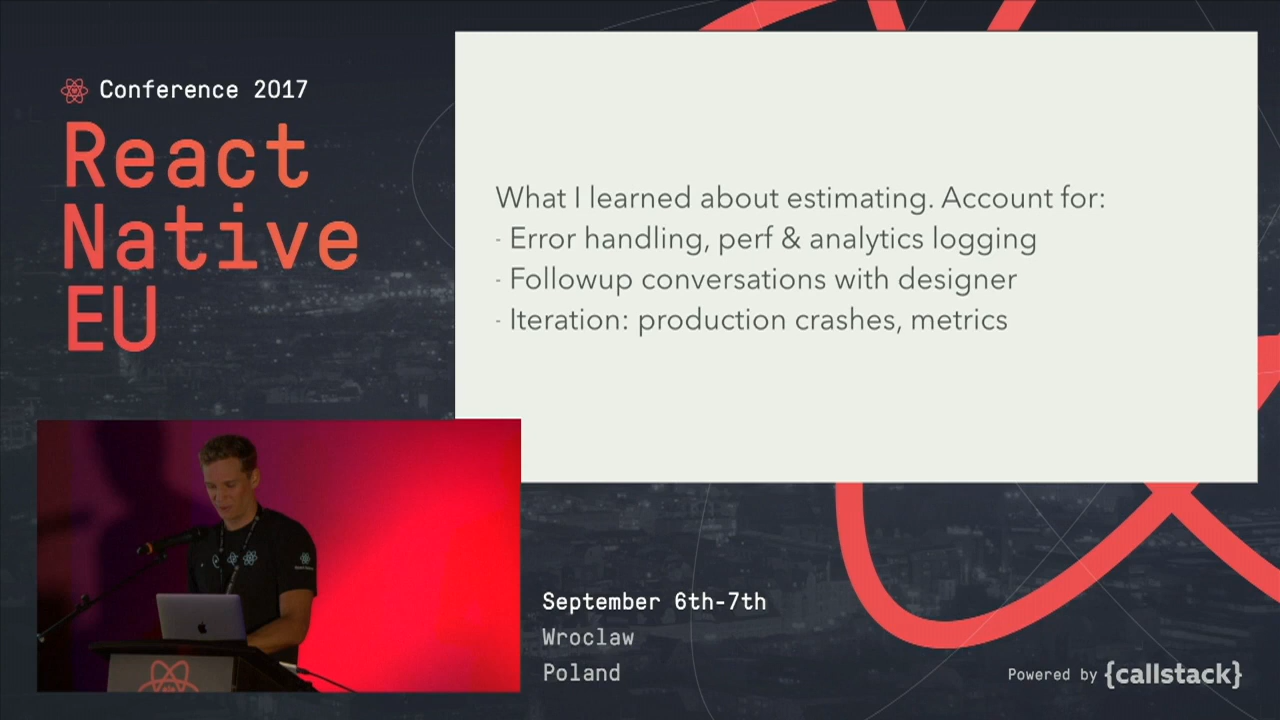 Conference 2017
React
Native
EU
What I learned about estimating. Account for:
- Error handling, perf & analytics logging
- Followup conversations with designer
- Iteration: production crashes, metrics
September 6th-7th
Wroclaw
Poland
Powered by {callstack}